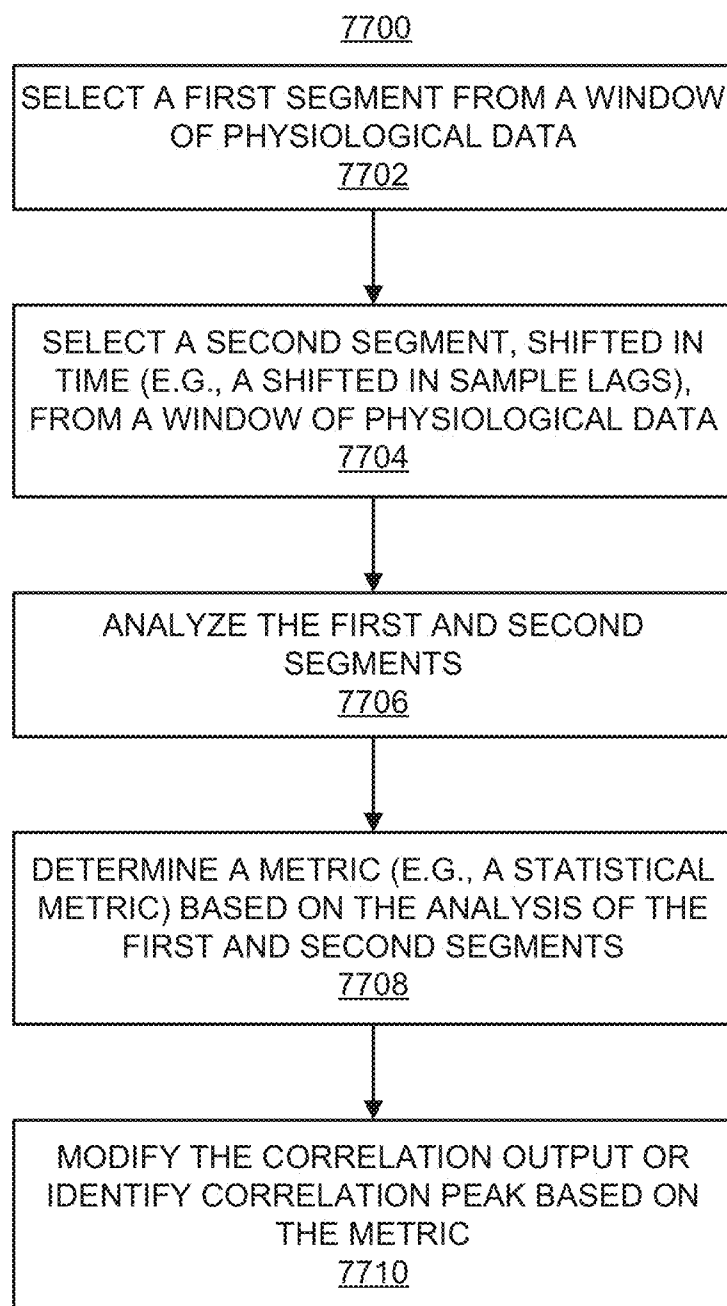 7700
SELECT A FIRST SEGMENT FROM A WINDOW
OF PHYSIOLOGICAL DATA
7702
SELECT A SECOND SEGMENT, SHIFTED IN
TIME (E.G., A SHIFTED IN SAMPLE LAGS),
FROM A WINDOW OF PHYSIOLOGICAL DATA
7704
ANALYZE THE FIRST AND SECOND
SEGMENTS
7706
DETERMINE A METRIC (E.G., A STATISTICAL
METRIC) BASED ON THE ANALYSIS OF THE
FIRST AND SECOND SEGMENTS
7708
MODIFY THE CORRELATION OUTPUT OR
IDENTIFY CORRELATION PEAK BASED ON
THE METRIC
7710